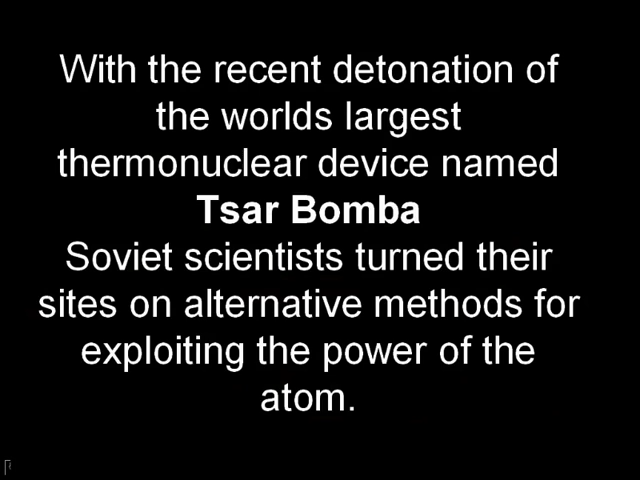 With the recent detonation of
the worlds largest
thermonuclear device named
Tsar Bomba
Soviet scientists turned their
sites on alternative methods for
exploiting the power of the
atom.